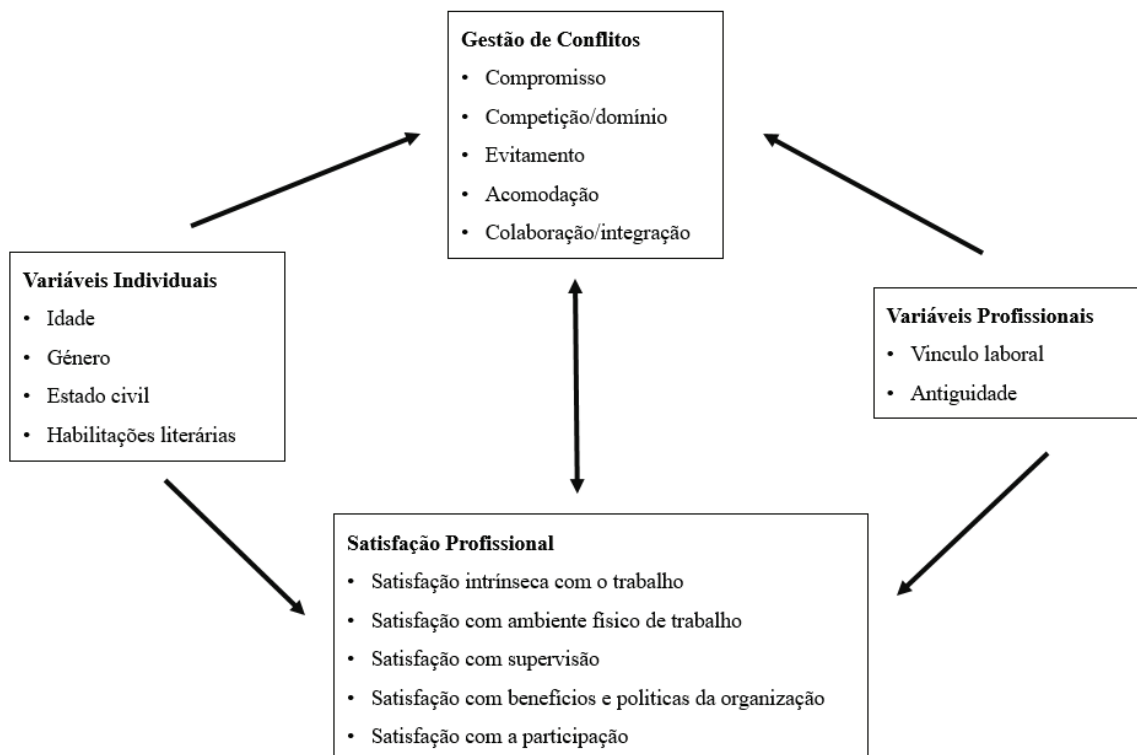 Gestão de Conflitos
• Compromisso
• Competição/domínio
• Evitamento
• Acomodação
• Colaboração/integração
Variáveis Individuais
• Idade
• Género
• Estado civil
• Habilitações literárias
Variáveis Profissionais
• Vinculo laboral
• Antiguidade
Satisfação Profissional
• Satisfação intrínseca com o trabalho
• Satisfação com ambiente físico de trabalho
• Satisfação com supervisão
• Satisfação com benefícios e politicas da organização
• Satisfação com a participação